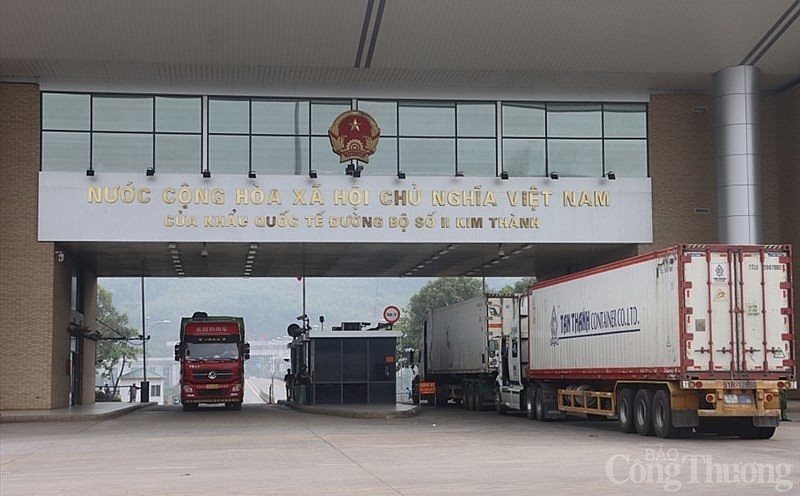 NƯỚC CỘNG HÒA XÃ HỘI CHỦ NGHĨA VIỆT NAM
CỬA KHẨU QUỐC TẾ ĐƯỜNG BỘ SỐ II KIM THÀNH
TAN THANH CONTAINER CO.LTD.
BÁO
Công Thương